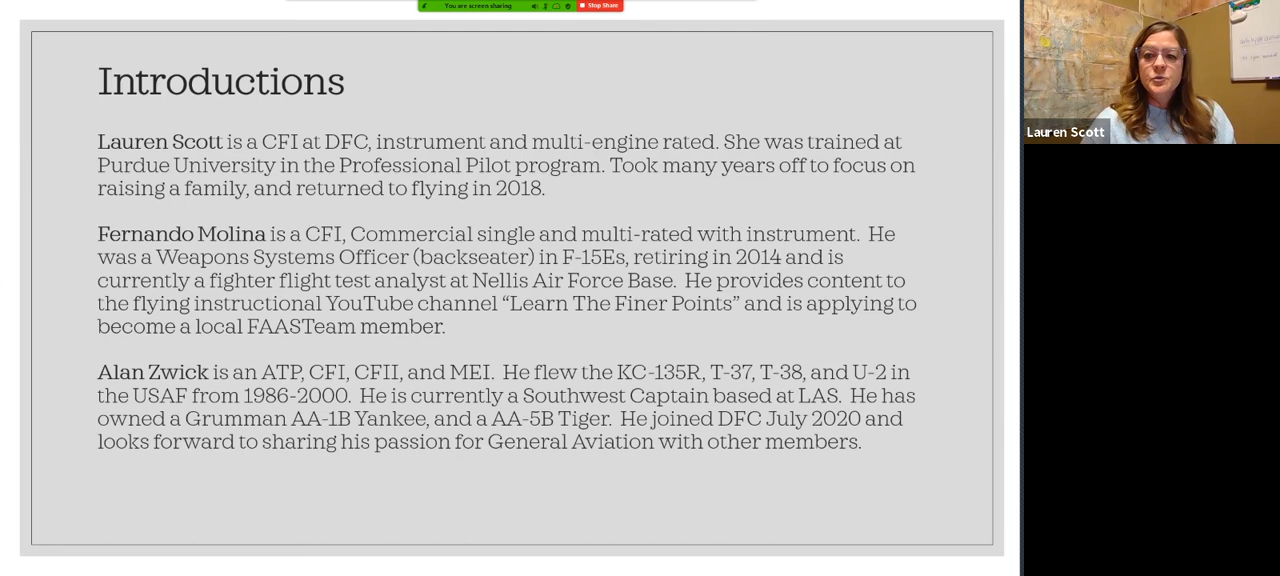 You are screen sharing
Stop Share
Introductions
Lauren Scott is a CFI at DFC, instrument and multi-engine rated. She was trained at
Purdue University in the Professional Pilot program. Took many years off to focus on
raising a family, and returned to flying in 2018.
Fernando Molina is a CFI, Commercial single and multi-rated with instrument.  He
was a Weapons Systems Officer (backseater) in F-15Es, retiring in 2014 and is
currently a fighter flight test analyst at Nellis Air Force Base.  He provides content to
the flying instructional YouTube channel “Learn The Finer Points” and is applying to
become a local FAASTeam member.
Alan Zwick is an ATP, CFI, CFII, and MEI.  He flew the KC-135R, T-37, T-38, and U-2 in
the USAF from 1986-2000.  He is currently a Southwest Captain based at LAS.  He has
owned a Grumman AA-1B Yankee, and a AA-5B Tiger.  He joined DFC July 2020 and
looks forward to sharing his passion for General Aviation with other members.
Lauren Scott